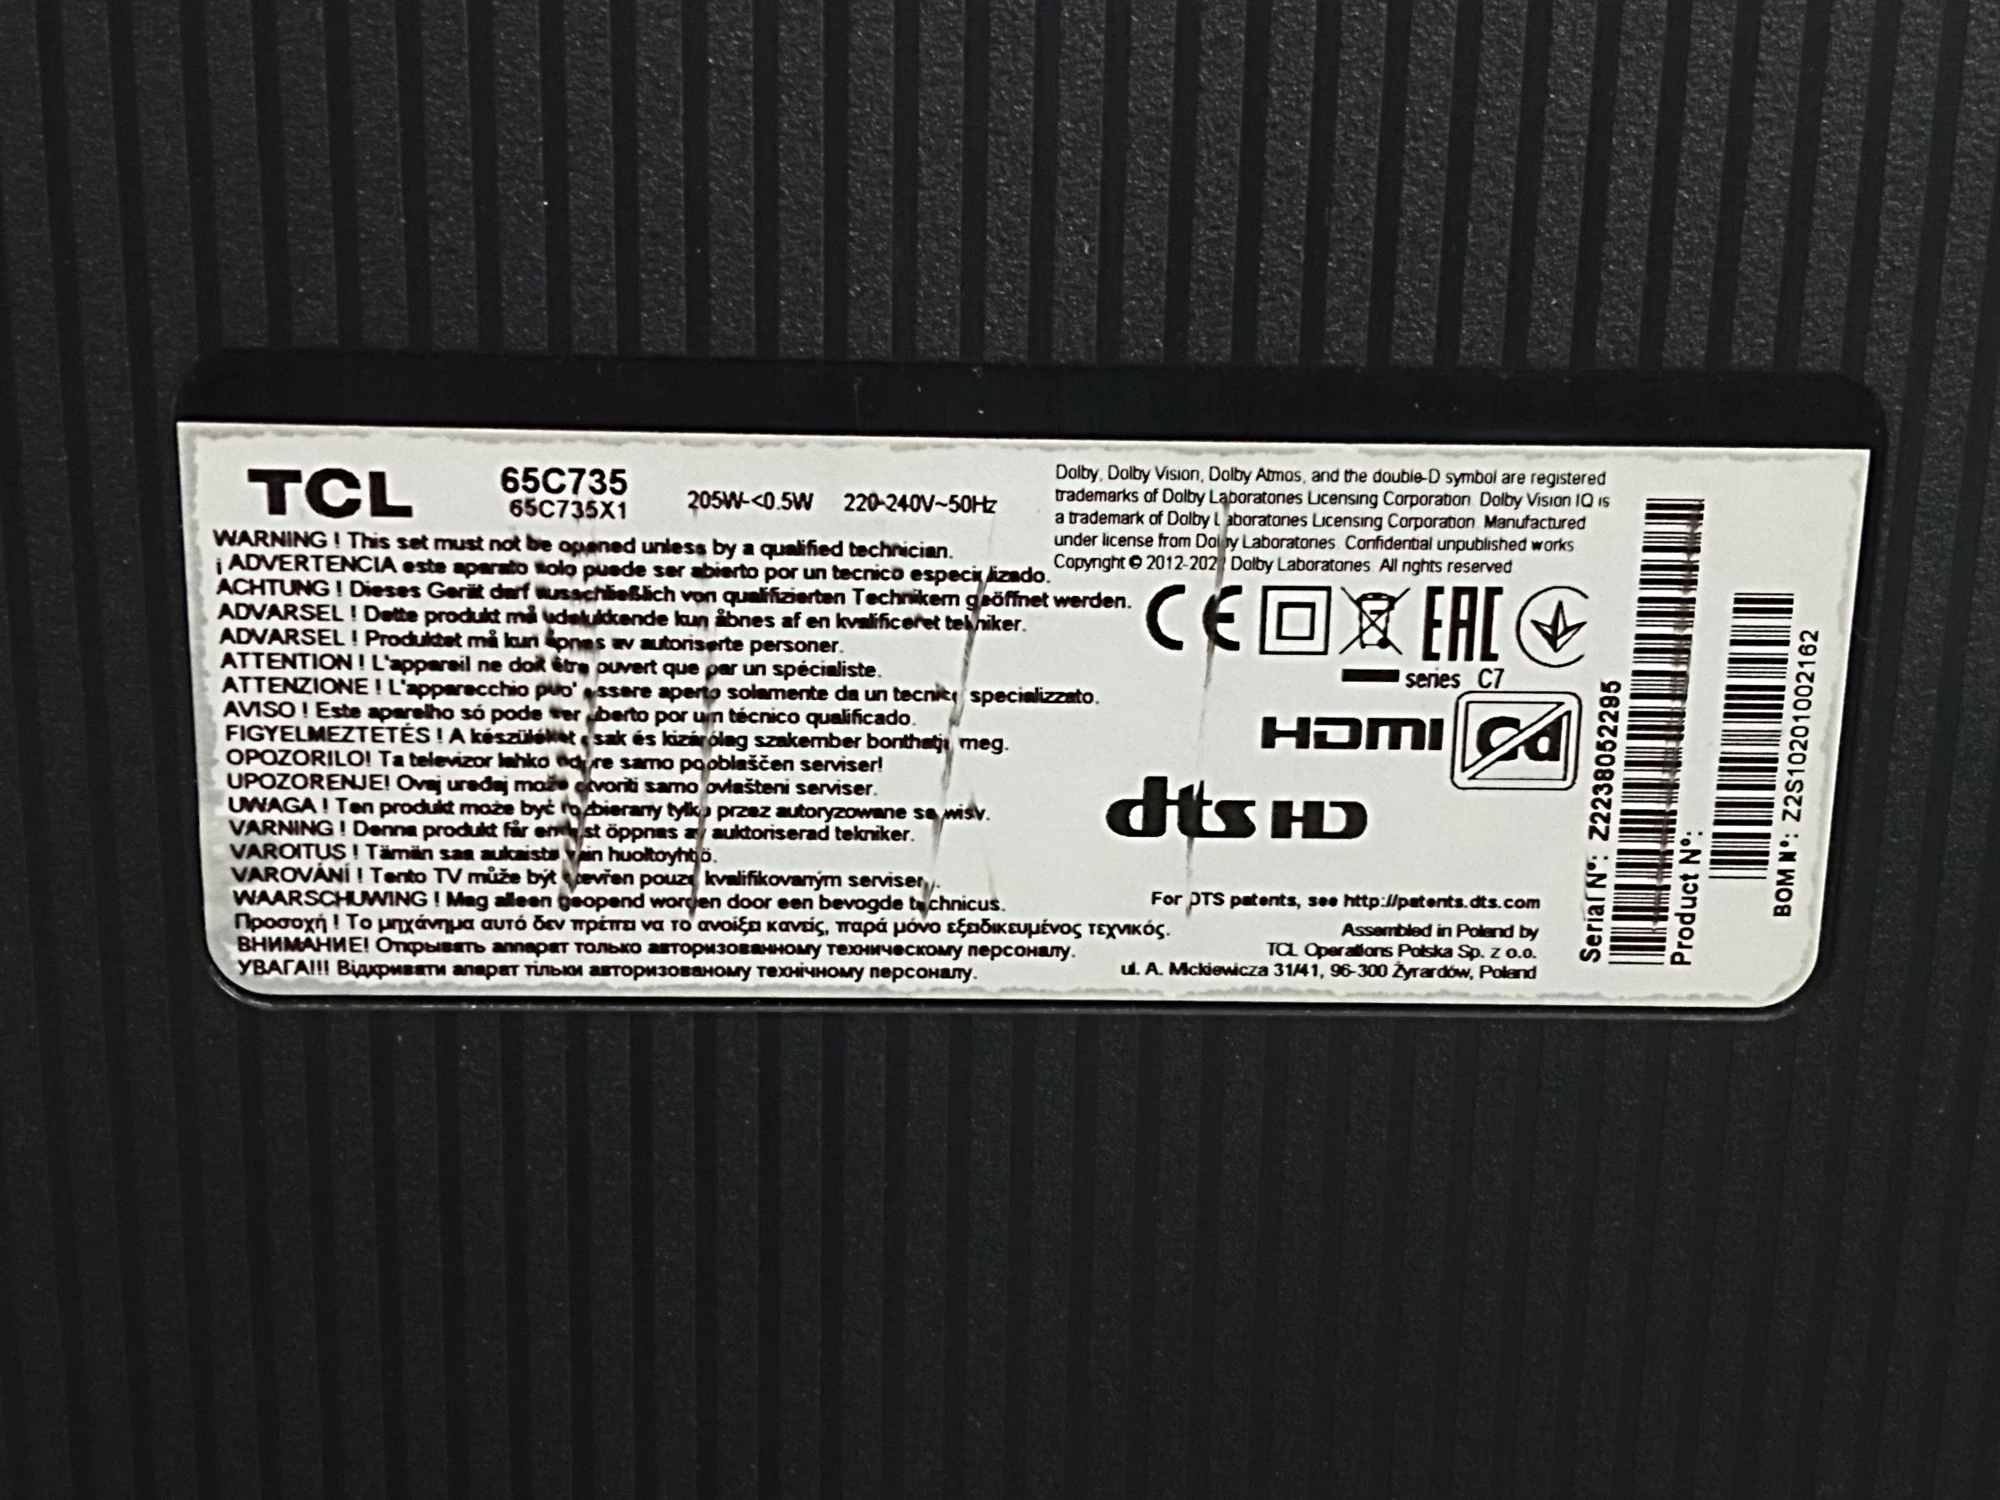 TCL
65C735
65C735X1
205W-<0.5W 220-240V~50Hz
WARNING ! This set must not be opened unless by a qualified technician.
¡ ADVERTENCIA este aparato solo puede ser abierto por un tecnico especializado.
ACHTUNG ! Dieses Gerät darf ausschließlich von qualifizierten Technikern geöffnet werden.
ADVARSEL ! Dette produkt må udelukkende kun åbnes af en kvalificeret tekniker.
ADVARSEL ! Produktet må kun åpnes av autoriserte personer.
ATTENTION ! L'appareil ne doit être ouvert que par un spécialiste.
ATTENZIONE ! L'apparecchio puo' essere aperto solamente da un tecnico specializzato.
AVISO ! Este aparelho só pode ser aberto por um técnico qualificado.
FIGYELMEZTETÉS ! A készüléket csak és kizárólag szakember bonthatja meg.
OPOZORILO! Ta televizor lahko odpre samo pooblaščen serviser!
UPOZORENJE! Ovaj uređaj može otvoriti samo ovlašteni serviser.
UWAGA ! Ten produkt może być rozbierany tylko przez autoryzowane serwisy.
VARNING ! Denna produkt får endast öppnas av auktoriserad tekniker.
VAROITUS ! Tämän saa aukaista vain huoltoyhtiö.
VAROVÁNÍ ! Tento TV může být otevřen pouze kvalifikovaným serviserem.
WAARSCHUWING ! Mag alleen geopend worden door een bevogde technicus.
Προσοχή ! Το μηχάνημα αυτό δεν πρέπει να το ανοίξει κανείς, παρά μόνο εξειδικευμένος τεχνικός.
ВНИМАНИЕ! Открывать аппарат только авторизованному техническому персоналу.
УВАГА!!! Відкривати апарат тільки авторизованому технічному персоналу.
Dolby, Dolby Vision, Dolby Atmos, and the double-D symbol are registered
trademarks of Dolby Laboratories Licensing Corporation. Dolby Vision IQ is
a trademark of Dolby Laboratories Licensing Corporation. Manufactured
under license from Dolby Laboratories. Confidential unpublished works.
Copyright © 2012-202 Dolby Laboratories. All rights reserved
CE EAC
series C7
HDMI
dts HD
For DTS patents, see http://patents.dts.com
Assembled in Poland by
TCL Operations Polska Sp. z o.o.
ul. A. Mickiewicza 31/41, 96-300 Żyrardów, Poland
Serial N°: Z22380052295
Product N°:
BOM N°: Z2S10201002162